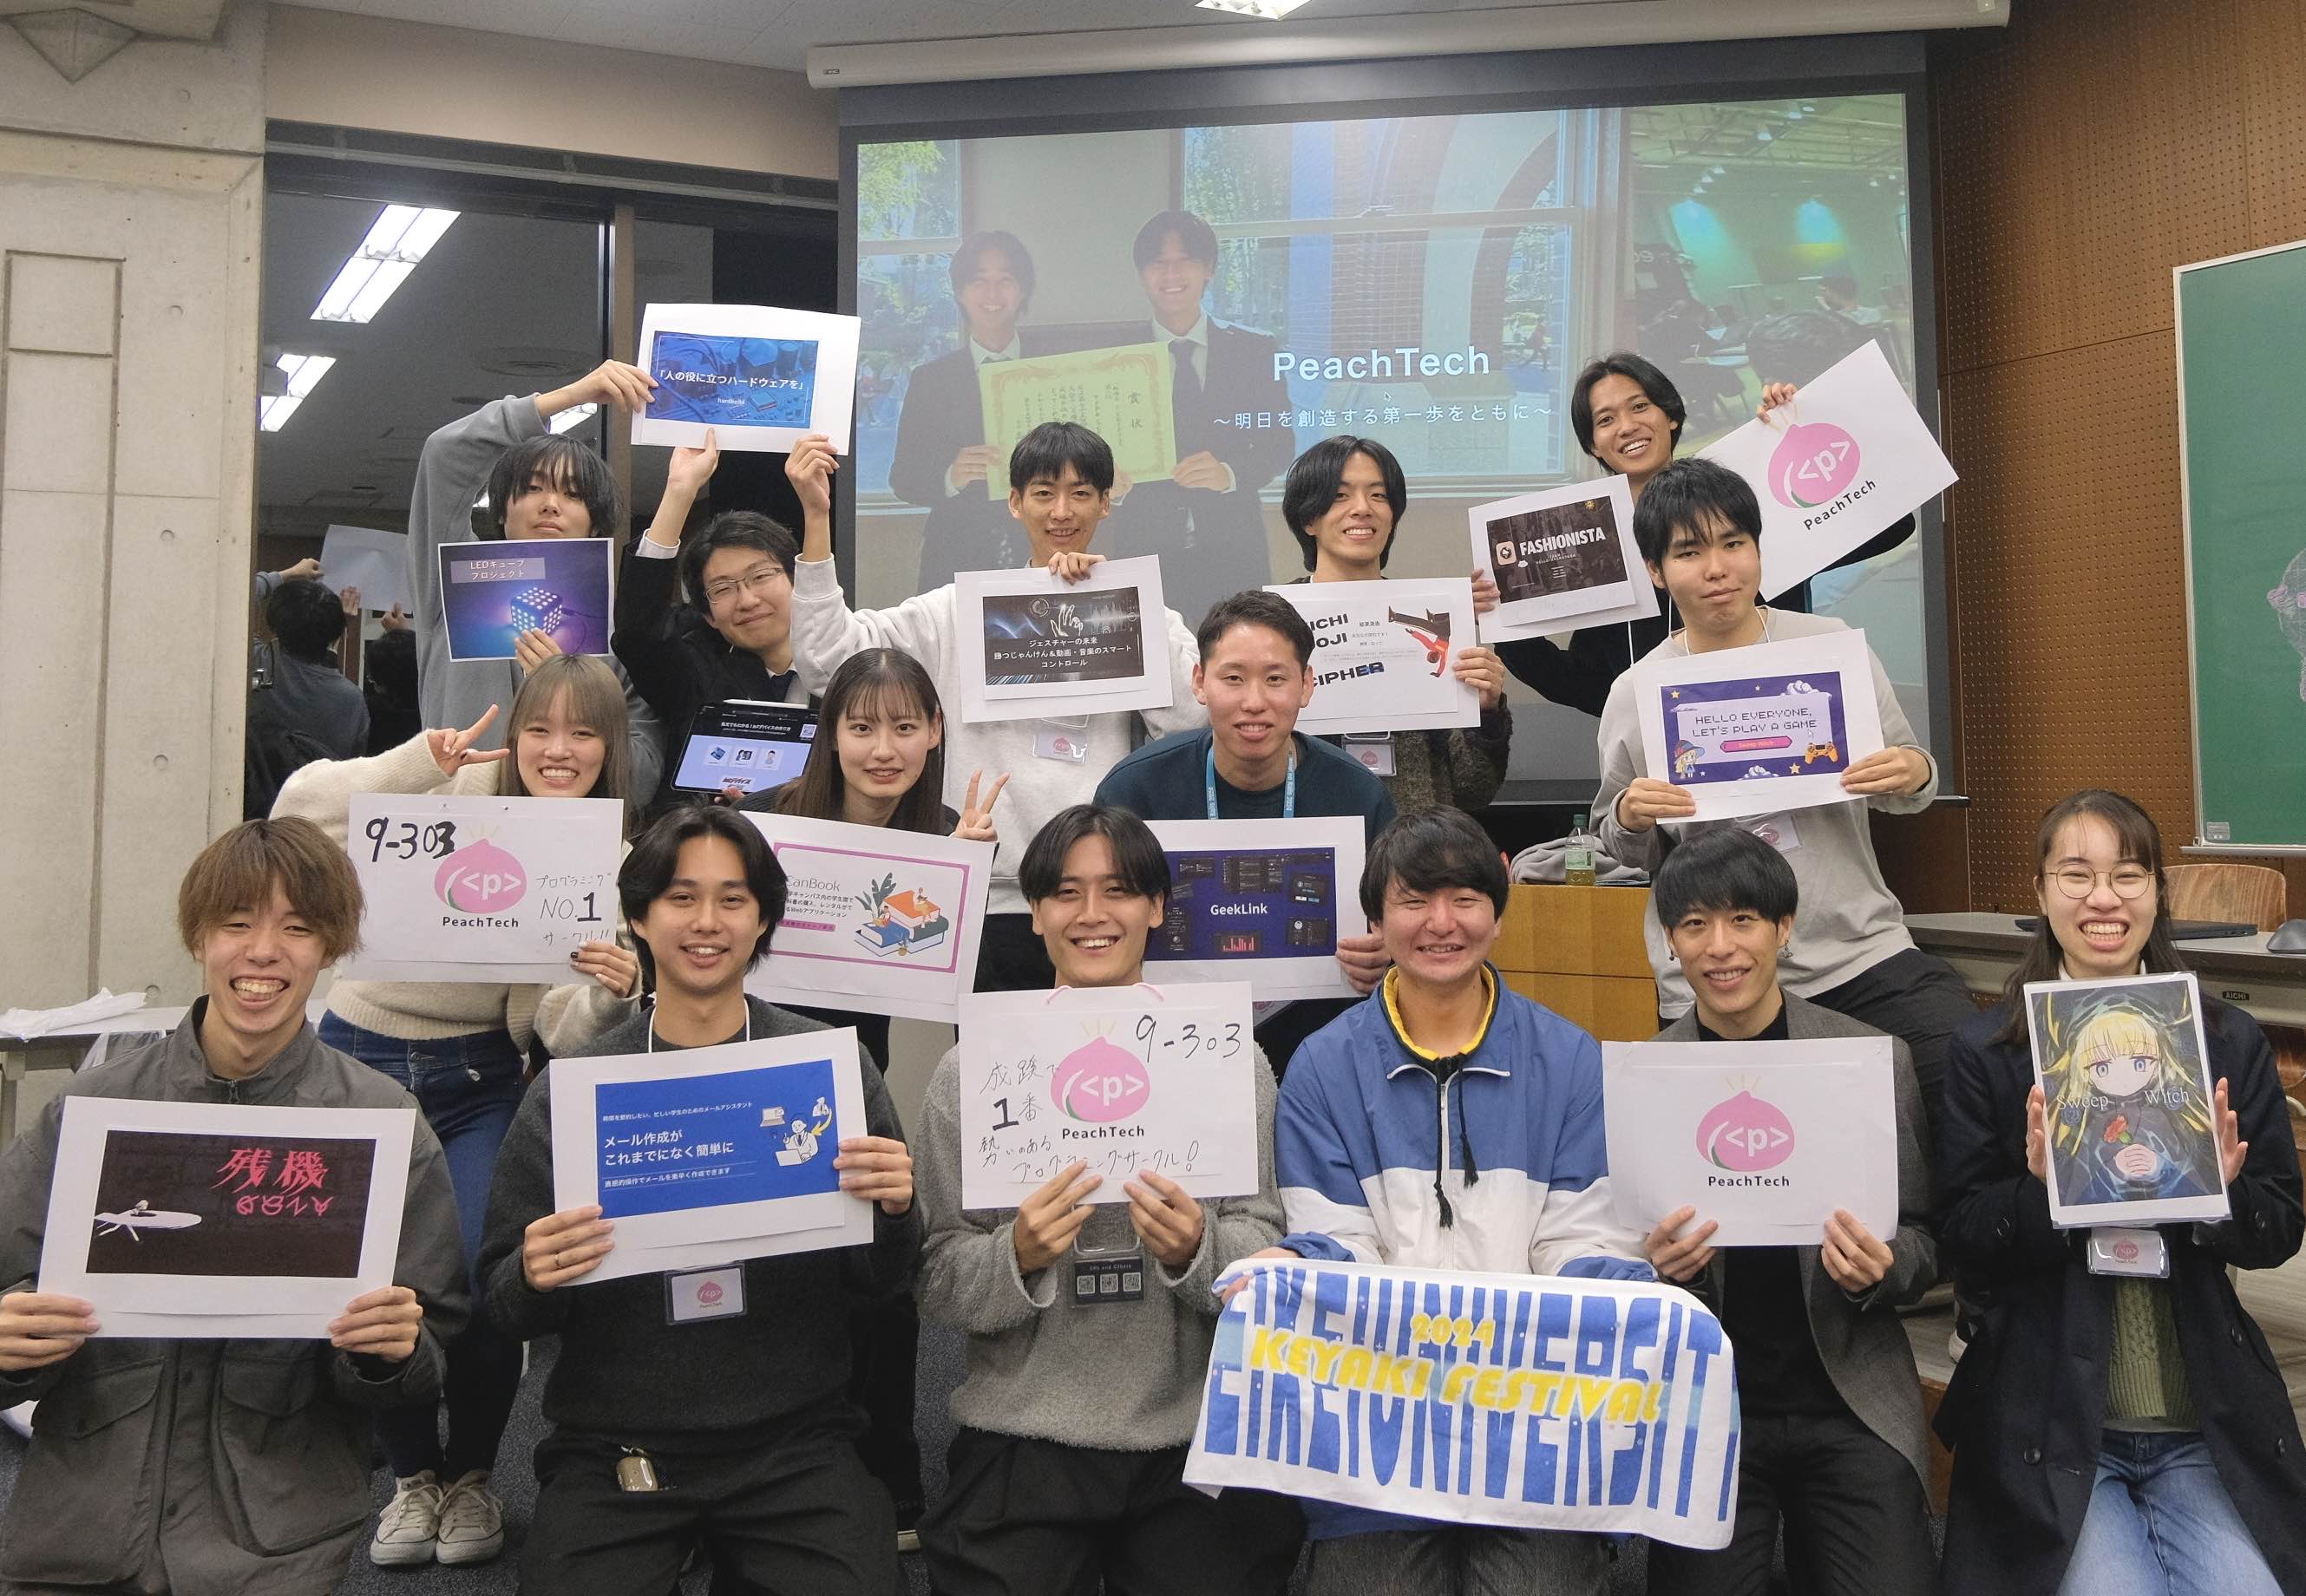 PeachTech
〜明日を創造する第一歩をともに〜
賞状
「人の役に立つハードウェアを」
LEDキューブ
プロジェクト
ジェスチャーの未来
勝つじゃんけん＆動画・音楽のスマート
コントロール
FASHIONISTA
<p>
PeachTech
HELLO EVERYONE,
LET'S PLAY A GAME
Sweep Witch
ICHI
OJI
CIPHER
9-303
<p>
PeachTech
プログラミング
NO.1
サークル!!
CanBook
GeekLink
残機
メール作成が
これまでになく簡単に
直感的操作でメールを素早く作成できます
9-303
成蹊で
1番
勢いのある
プログラミングサークル!
<p>
PeachTech
<p>
PeachTech
Sweep Witch
EIKEIUNIVERSIT
2024
KEYAKI FESTIVAL
AICHI